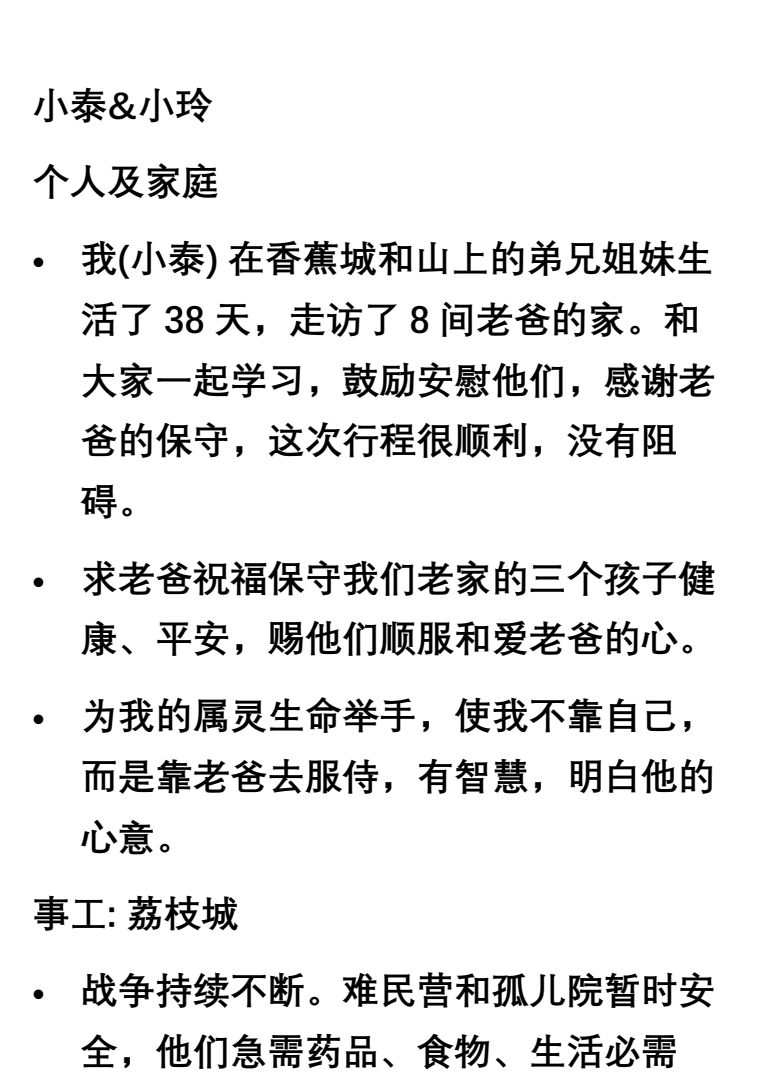 小泰&小玲
个人及家庭
• 我(小泰) 在香蕉城和山上的弟兄姐妹生
活了 38 天，走访了 8 间老爸的家。和
大家一起学习，鼓励安慰他们，感谢老
爸的保守，这次行程很顺利，没有阻
碍。
• 求老爸祝福保守我们老家的三个孩子健
康、平安，赐他们顺服和爱老爸的心。
• 为我的属灵生命举手，使我不靠自己，
而是靠老爸去服侍，有智慧，明白他的
心意。
事工: 荔枝城
• 战争持续不断。难民营和孤儿院暂时安
全，他们急需药品、食物、生活必需